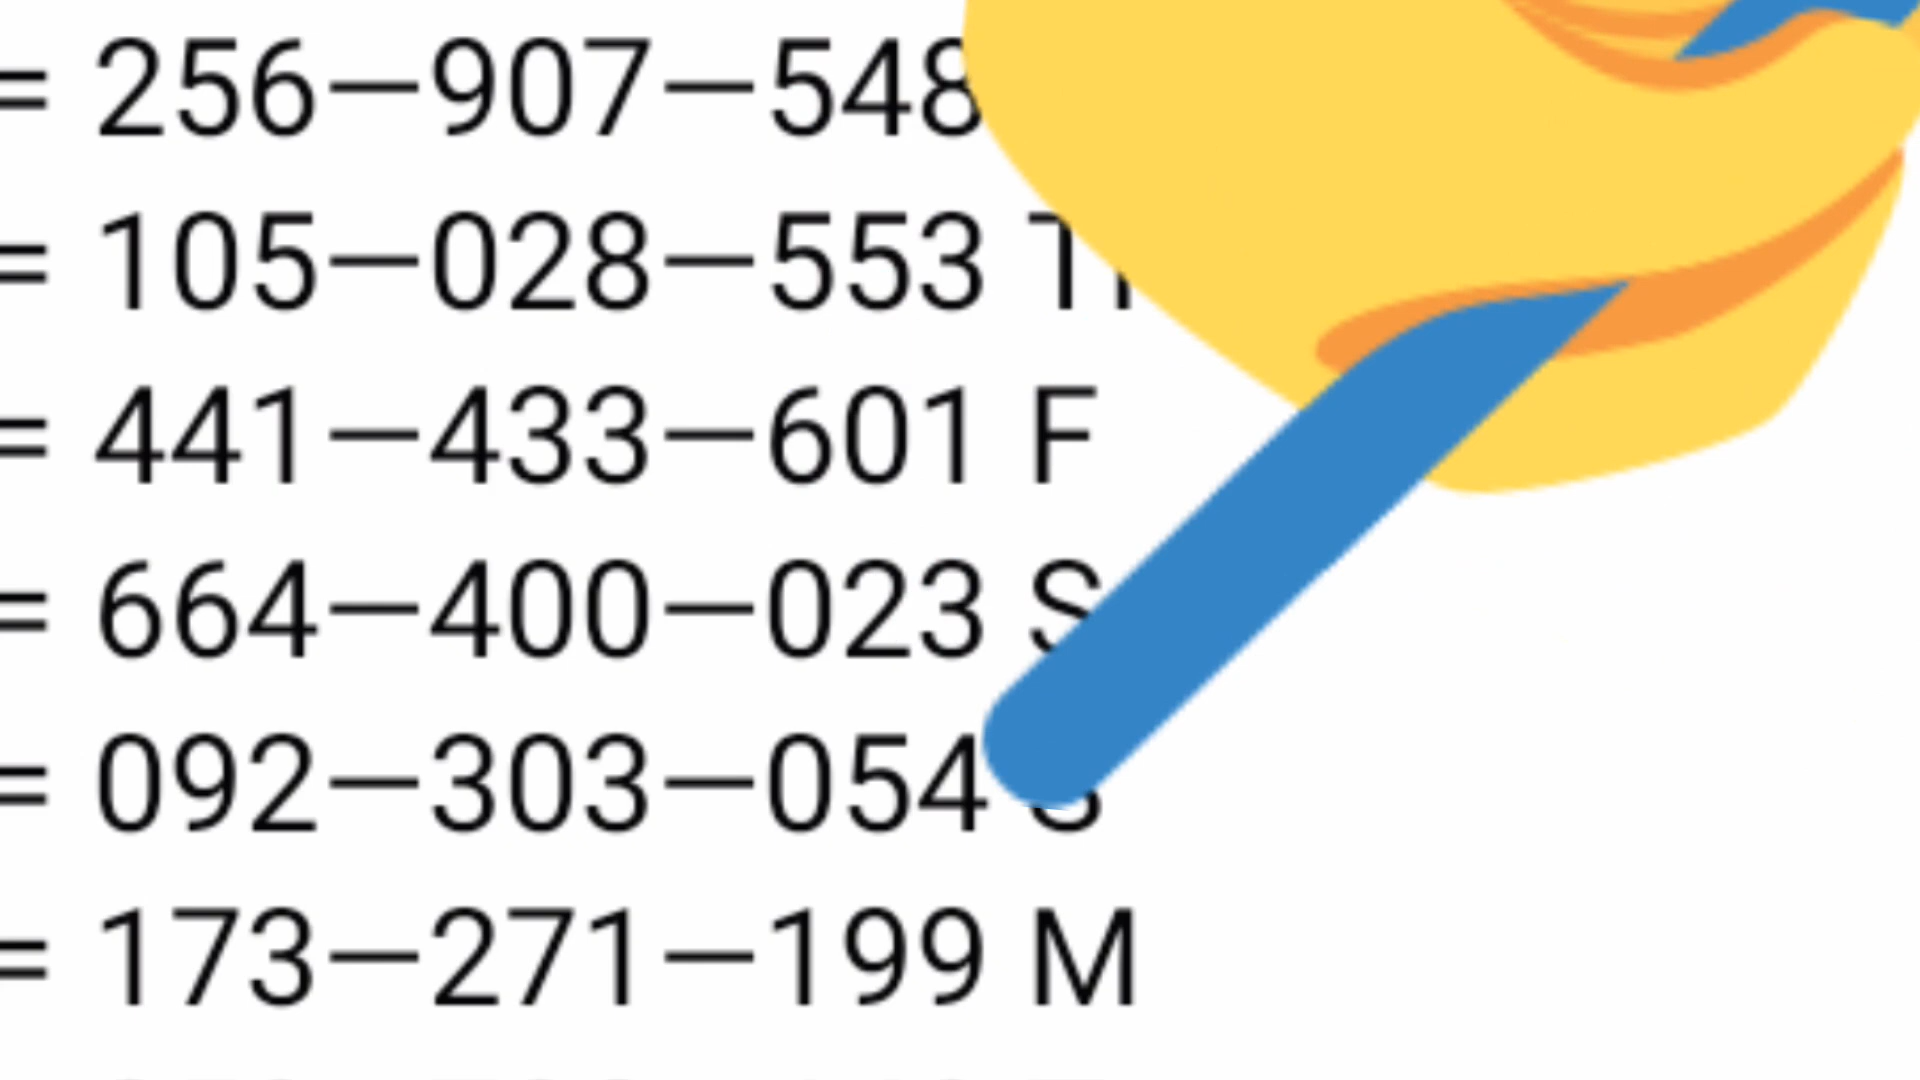 = 256—907—548
= 105—028—553
= 441—433—601 F
= 664—400—023 S
= 092—303—054 S
= 173—271—199 M